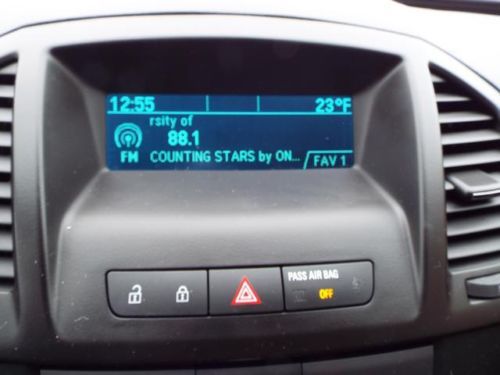 12:55 23°F
rsity of
88.1
FM COUNTING STARS by ON... FAV 1
PASS AIR BAG
OFF